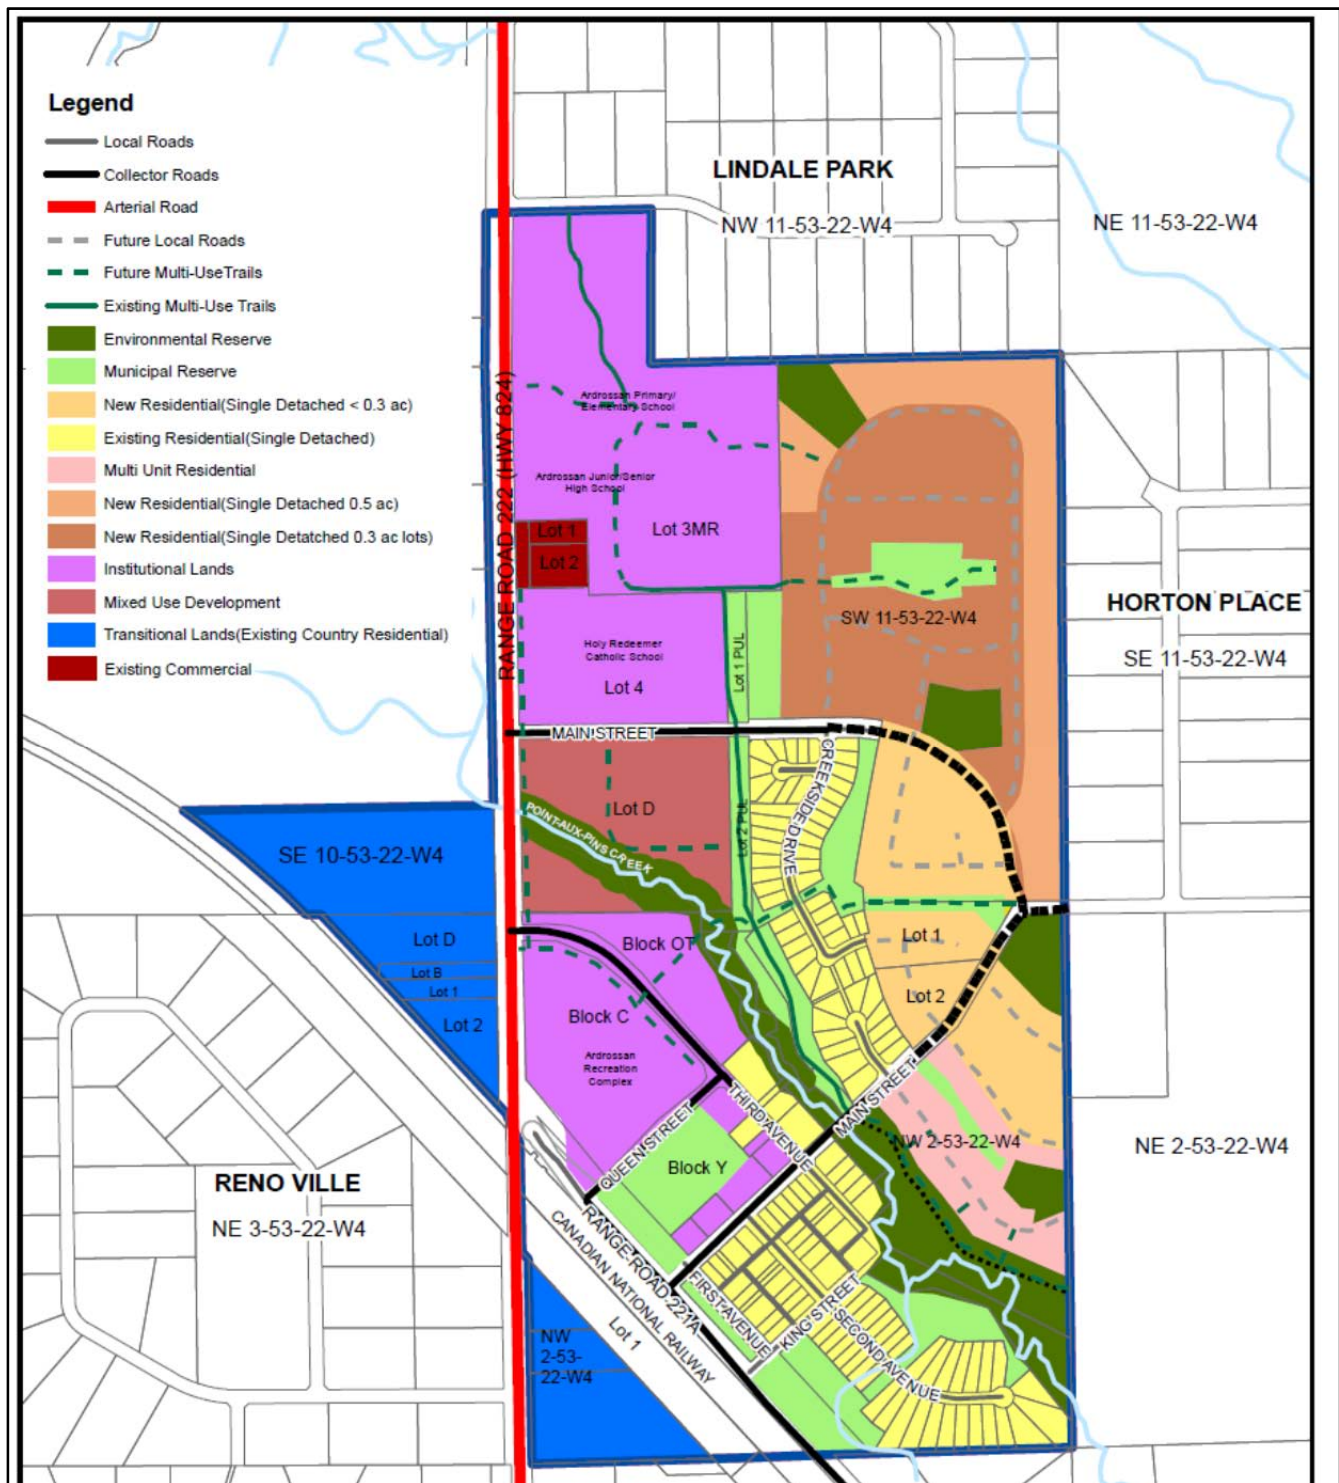 Legend
Local Roads
Collector Roads
Arterial Road
Future Local Roads
Future Multi-UseTrails
Existing Multi-Use Trails
Environmental Reserve
Municipal Reserve
New Residential(Single Detached < 0.3 ac)
Existing Residential(Single Detached)
Multi Unit Residential
New Residential(Single Detached 0.5 ac)
New Residential(Single Detatched 0.3 ac lots)
Institutional Lands
Mixed Use Development
Transitional Lands(Existing Country Residential)
Existing Commercial
LINDALE PARK
NW 11-53-22-W4
NE 11-53-22-W4
RANGE ROAD 222 (HWY 824)
Ardrossan Primary/
Elementary School
Ardrossan Junior/Senior
High School
Lot 3MR
Lot 1
Lot 2
HORTON PLACE
SE 11-53-22-W4
SW 11-53-22-W4
Holy Redeemer
Catholic School
Lot 4
Lot 1 PUL
MAIN STREET
CREEKSIDE DRIVE
Lot D
Lot 2 PUL
POINT-AUX-PINS CREEK
SE 10-53-22-W4
Lot D
Lot B
Lot 1
Lot 2
Block OT
Block C
Ardrossan
Recreation
Complex
Lot 1
Lot 2
THIRD AVENUE
MAIN STREET
QUEEN STREET
NW 2-53-22-W4
NE 2-53-22-W4
Block Y
RENO VILLE
NE 3-53-22-W4
RANGE ROAD 221A
CANADIAN NATIONAL RAILWAY
Lot 1
FIRST AVENUE
KING STREET
SECOND AVENUE
NW
2-53-
22-W4